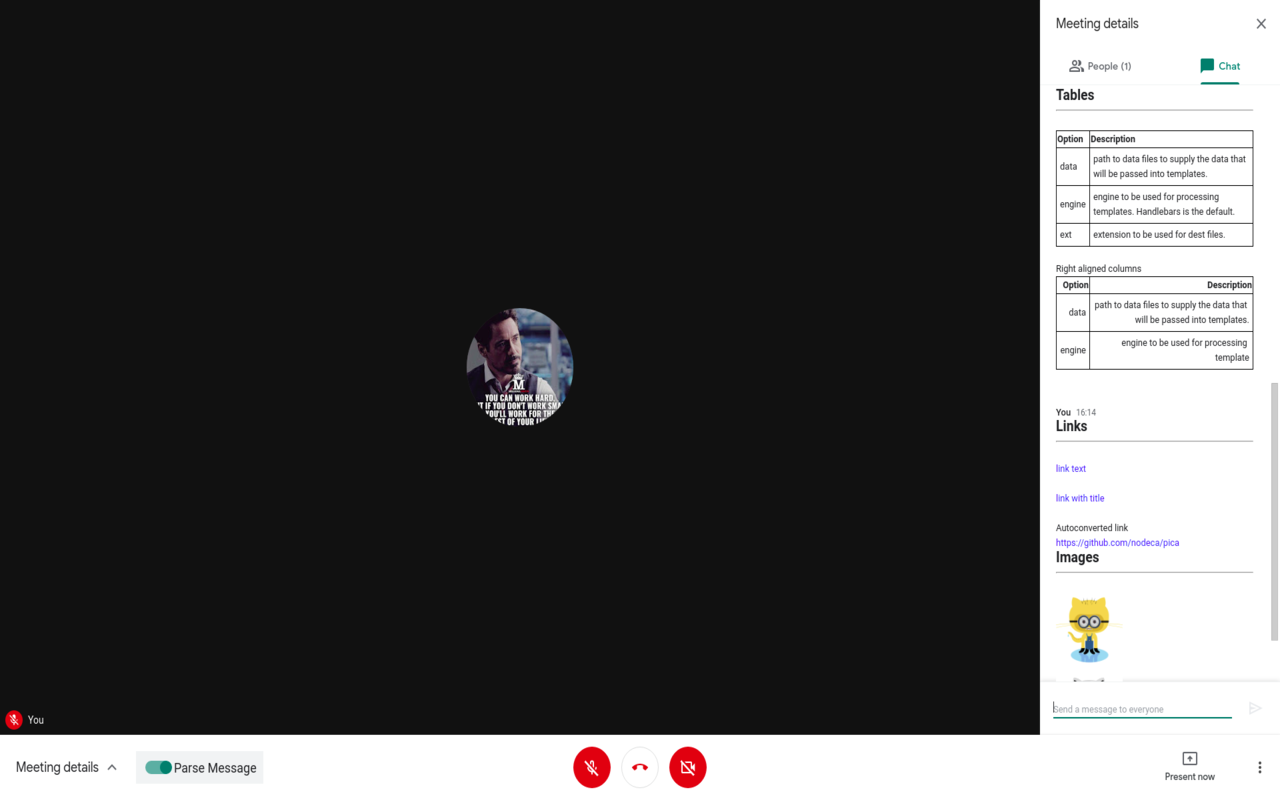 Meeting details
People (1)
Chat
Tables
Option Description
data path to data files to supply the data that
will be passed into templates.
engine engine to be used for processing
templates. Handlebars is the default.
ext extension to be used for dest files.
Right aligned columns
Option Description
data path to data files to supply the data that
will be passed into templates.
engine engine to be used for processing
template
You 16:14
Links
link text
link with title
Autoconverted link
https://github.com/nodeca/pica
Images
Send a message to everyone
M
YOU CAN WORK HARD,
T IF YOU DON'T WORK SMA
YOU'LL WORK FOR THE
ST OF YOUR
You
Meeting details
Parse Message
Present now